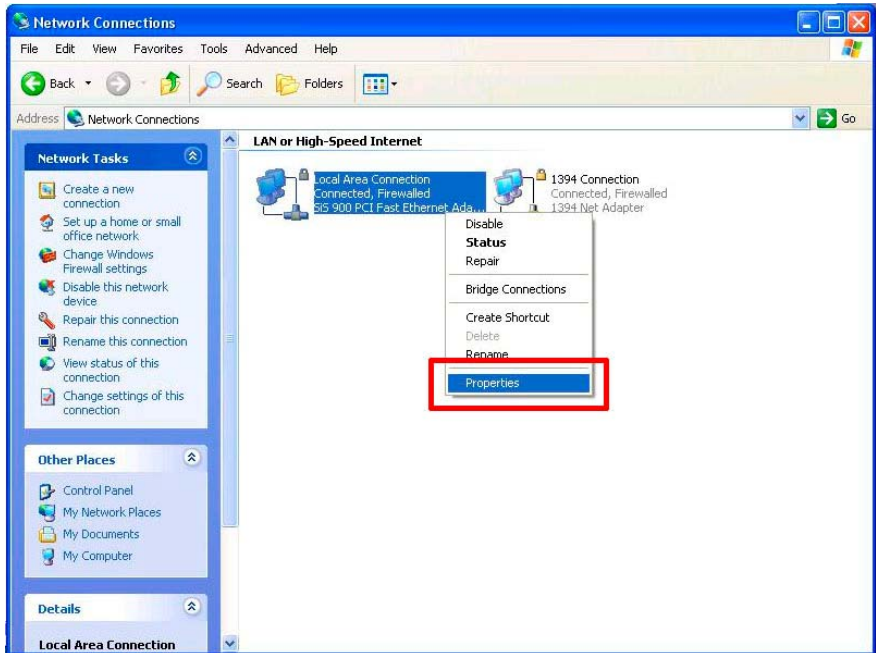 Network Connections
File Edit View Favorites Tools Advanced Help
Back Search Folders
Address Network Connections Go
Network Tasks
Create a new
connection
Set up a home or small
office network
Change Windows
Firewall settings
Disable this network
device
Repair this connection
Rename this connection
View status of this
connection
Change settings of this
connection
Other Places
Control Panel
My Network Places
My Documents
My Computer
Details
Local Area Connection
LAN or High-Speed Internet
Local Area Connection
Connected, Firewalled
SiS 900 PCI Fast Ethernet Ada...
1394 Connection
Connected, Firewalled
1394 Net Adapter
Disable
Status
Repair
Bridge Connections
Create Shortcut
Delete
Rename
Properties